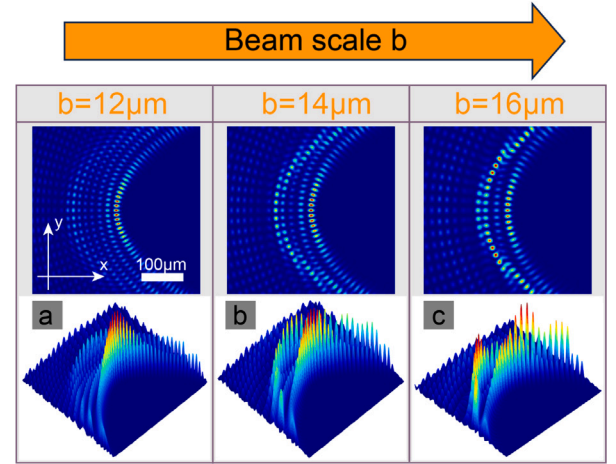 Beam scale b
b=12μm
b=14μm
b=16μm
y
x
100μm
a
b
c